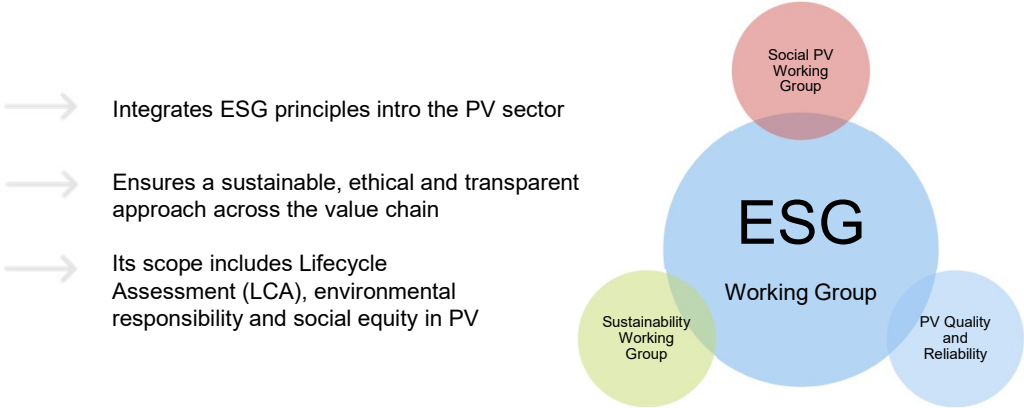 Integrates ESG principles intro the PV sector
Ensures a sustainable, ethical and transparent
approach across the value chain
Its scope includes Lifecycle
Assessment (LCA), environmental
responsibility and social equity in PV
Social PV
Working
Group
ESG
Working Group
Sustainability
Working
Group
PV Quality
and
Reliability